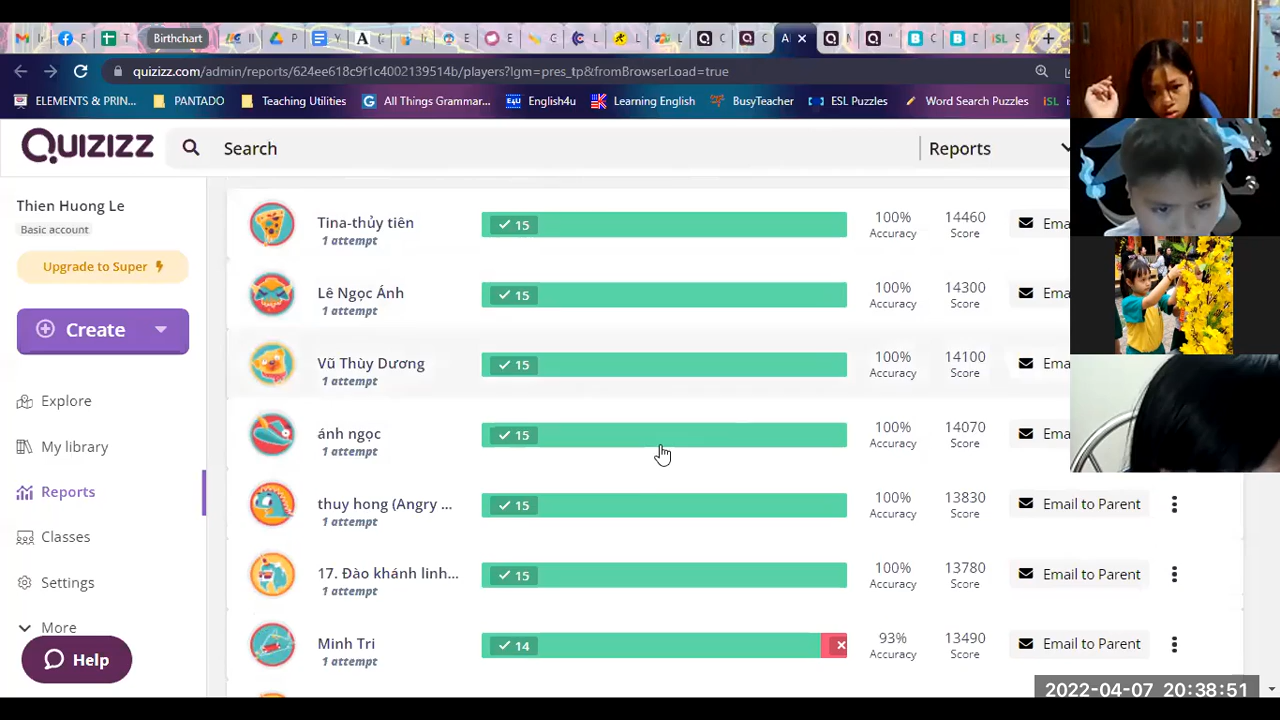 Birthchart
quizizz.com/admin/reports/624ee618c9f1c4002139514b/players?lgm=pres_tp&fromBrowserLoad=true
ELEMENTS & PRIN... PANTADO Teaching Utilities All Things Grammar... English4u Learning English BusyTeacher ESL Puzzles Word Search Puzzles
QUIZIZZ Search Reports
Thien Huong Le
Basic account
Upgrade to Super
Create
Explore
My library
Reports
Classes
Settings
More
Help
Tina-thủy tiên 15 100% 14460 Ema
1 attempt Accuracy Score
Lê Ngọc Ánh 15 100% 14300 Ema
1 attempt Accuracy Score
Vũ Thùy Dương 15 100% 14100 Ema
1 attempt Accuracy Score
ánh ngọc 15 100% 14070 Ema
1 attempt Accuracy Score
thuy hong (Angry ... 15 100% 13830 Email to Parent
1 attempt Accuracy Score
17. Đào khánh linh... 15 100% 13780 Email to Parent
1 attempt Accuracy Score
Minh Tri 14 93% 13490 Email to Parent
1 attempt Accuracy Score
2022-04-07 20:38:51